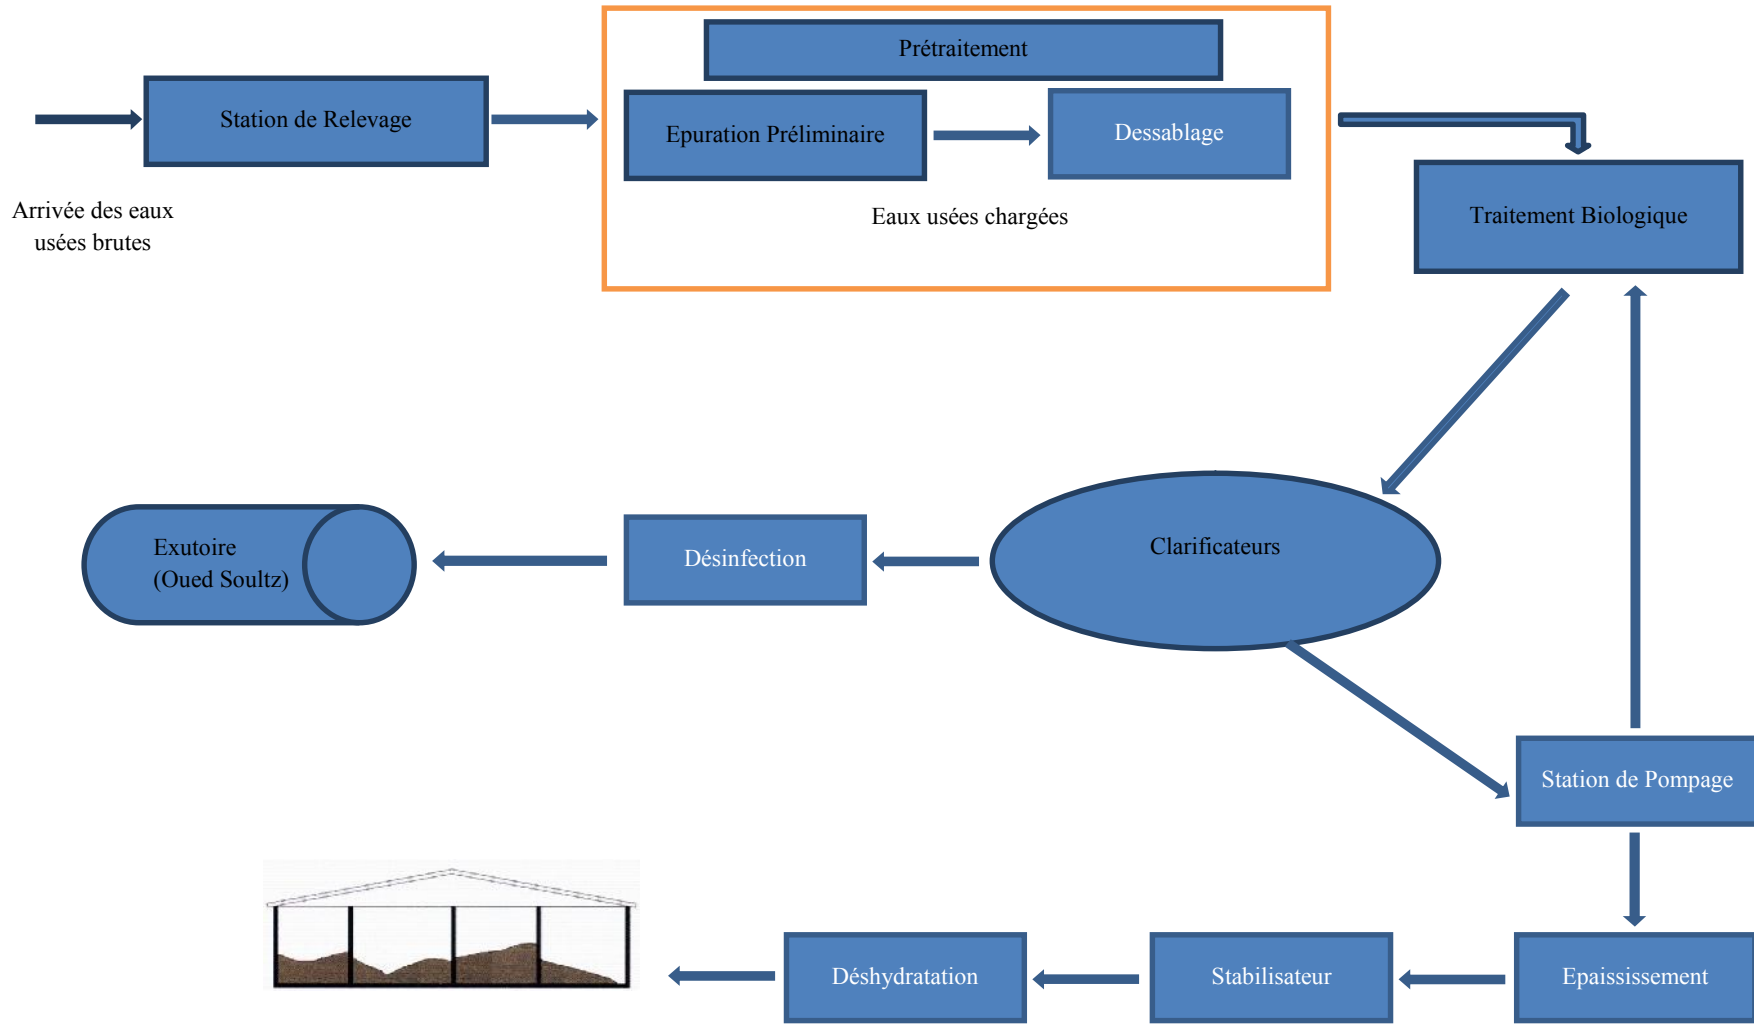 Prétraitement
Station de Relevage
Epuration Préliminaire
Dessablage
Arrivée des eaux
usées brutes
Eaux usées chargées
Traitement Biologique
Exutoire
(Oued Soultz)
Désinfection
Clarificateurs
Station de Pompage
Déshydratation
Stabilisateur
Epaississement